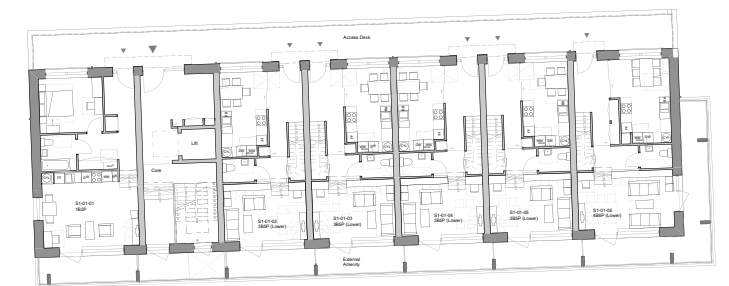 Access Deck
Lift
Core
S1-01-01
1B2P
S1-01-02
3B5P (Lower)
S1-01-03
3B5P (Lower)
S1-01-04
3B5P (Lower)
S1-01-05
3B5P (Lower)
S1-01-06
4B6P (Lower)
External
Amenity